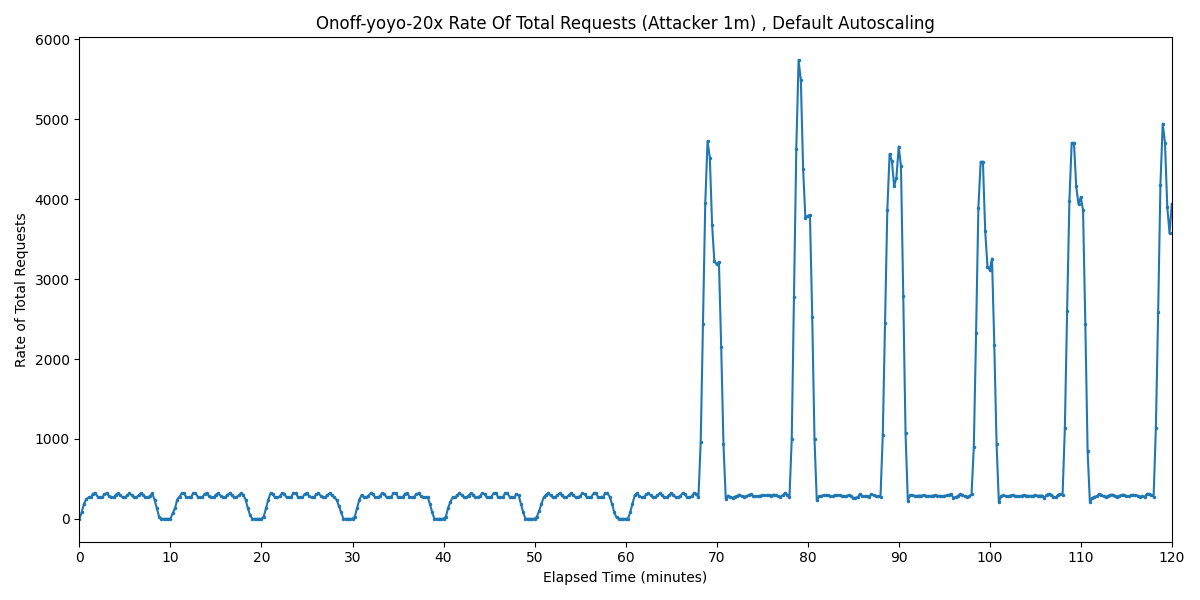 Onoff-yoyo-20x Rate Of Total Requests (Attacker 1m) , Default Autoscaling
6000
5000
4000
3000
2000
1000
0
Rate of Total Requests
0 10 20 30 40 50 60 70 80 90 100 110 120
Elapsed Time (minutes)